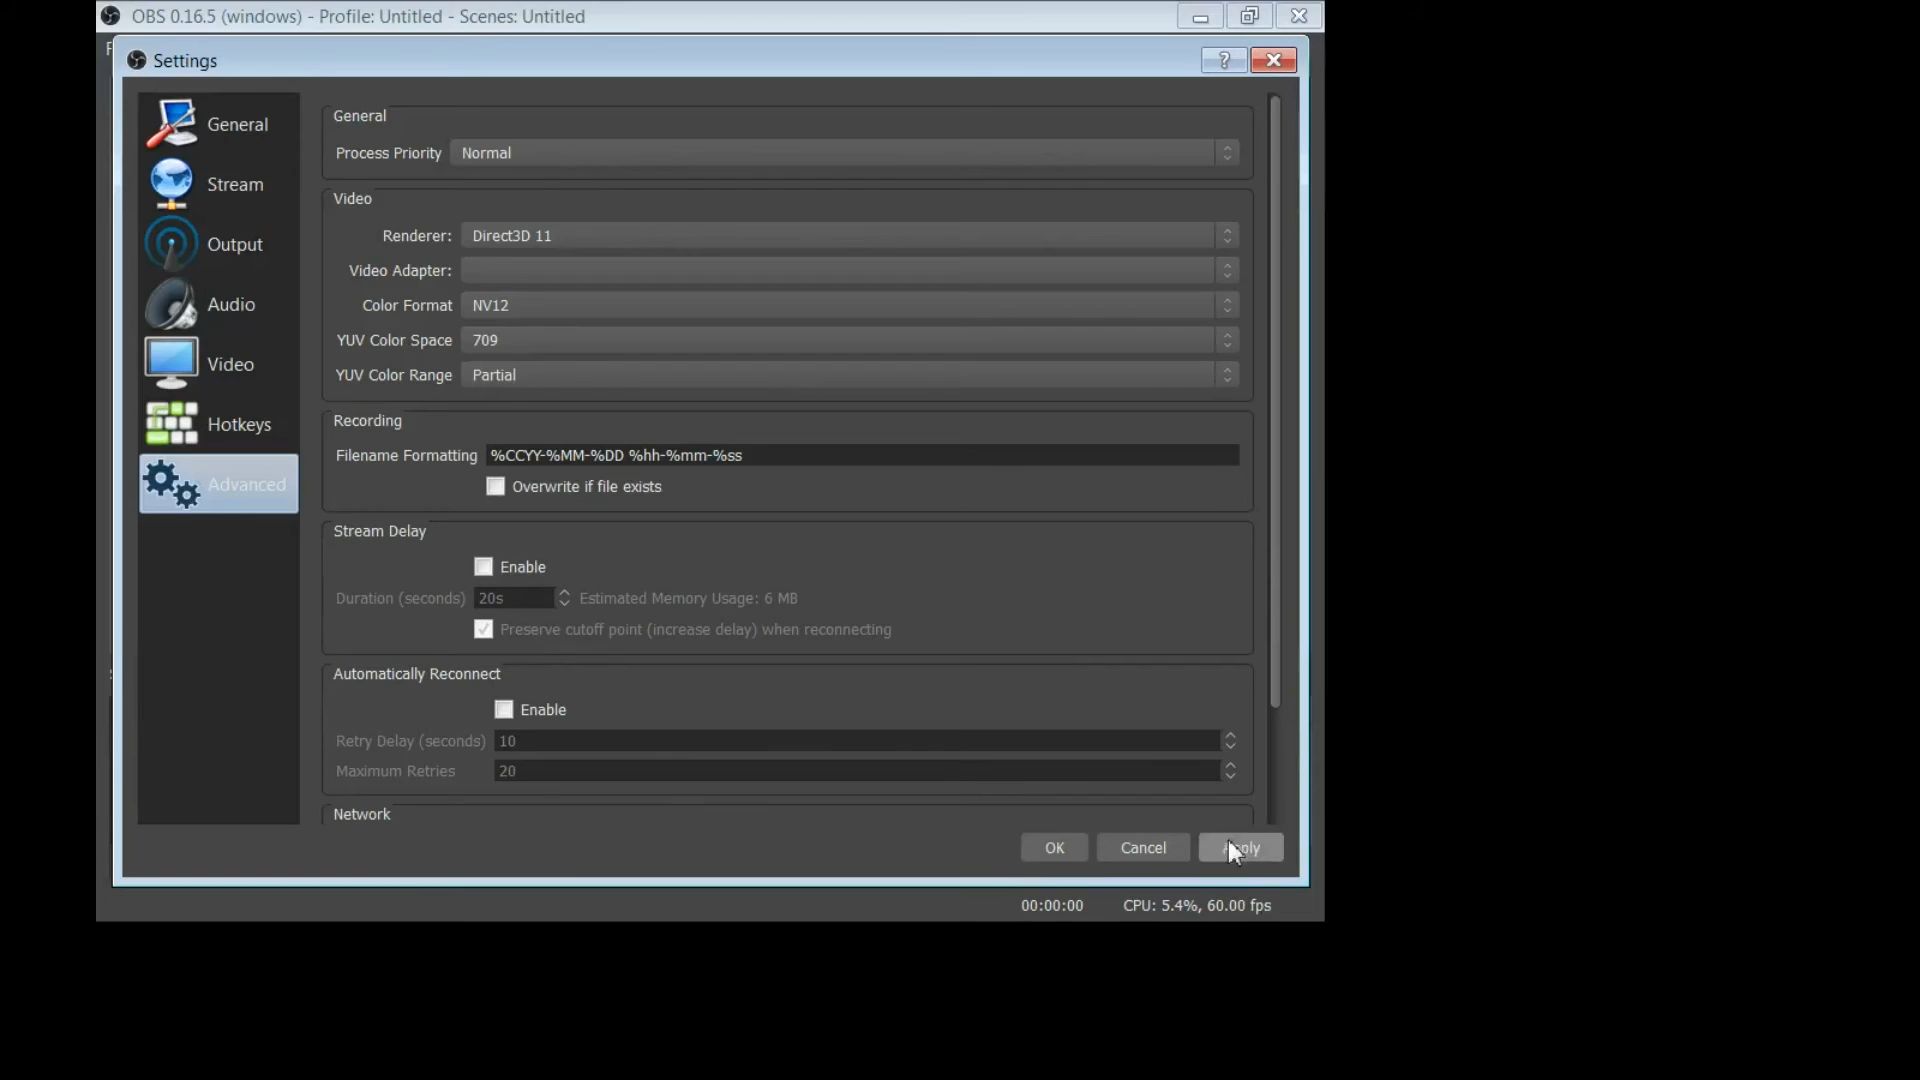 OBS 0.16.5 (windows) - Profile: Untitled - Scenes: Untitled
Settings
General
Stream
Output
Audio
Video
Hotkeys
Advanced
General
Process Priority Normal
Video
Renderer: Direct3D 11
Video Adapter:
Color Format NV12
YUV Color Space 709
YUV Color Range Partial
Recording
Filename Formatting %CCYY-%MM-%DD %hh-%mm-%ss
Overwrite if file exists
Stream Delay
Enable
Duration (seconds) 20s Estimated Memory Usage: 6 MB
Preserve cutoff point (increase delay) when reconnecting
Automatically Reconnect
Enable
Retry Delay (seconds) 10
Maximum Retries 20
Network
OK Cancel Apply
00:00:00 CPU: 5.4%, 60.00 fps